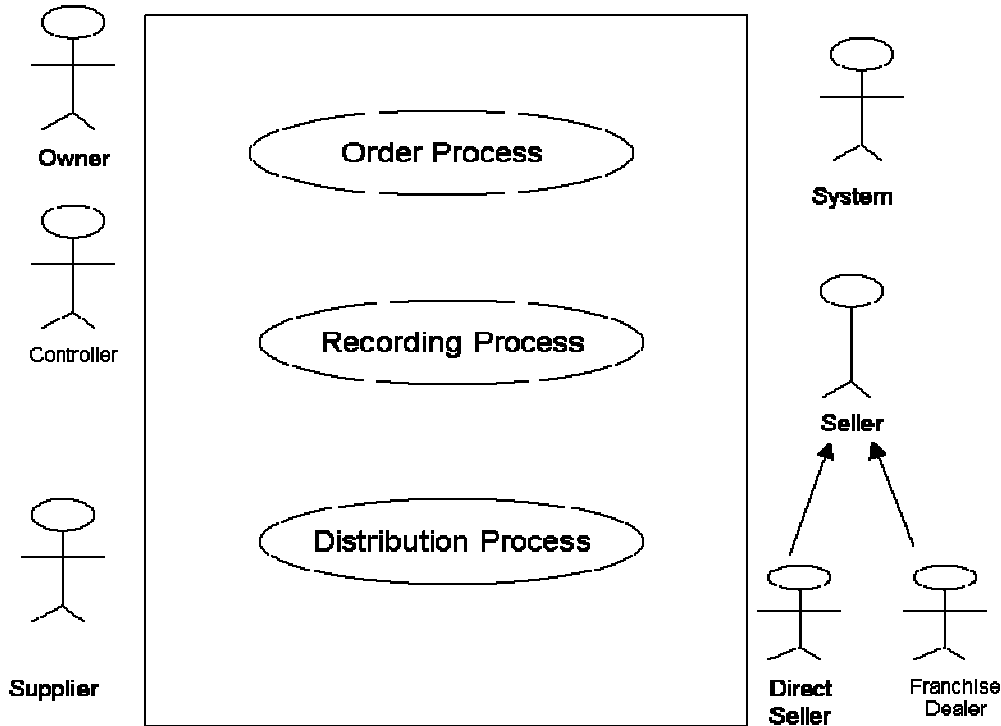 Owner
Order Process
System
Controller
Recording Process
Seller
Distribution Process
Supplier
Direct
Seller
Franchise
Dealer